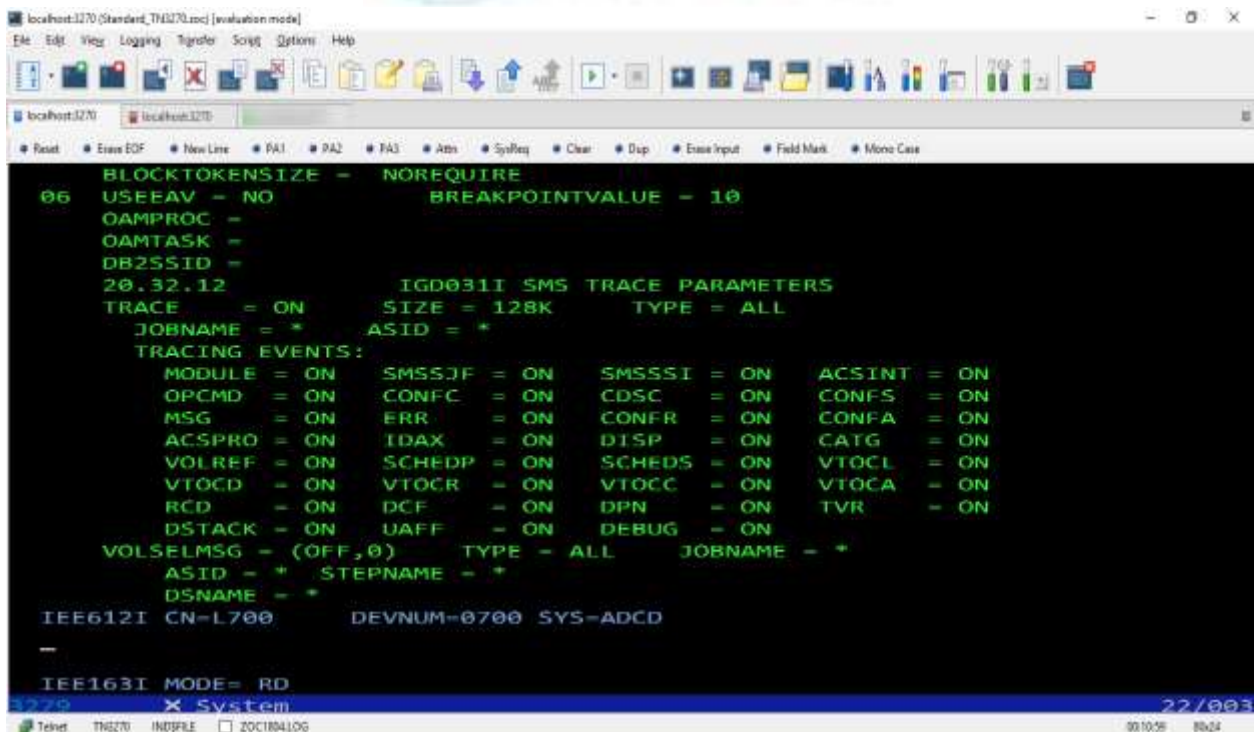 localhost:3270 (Standard_TN3270.zoc) [evaluation mode]
File Edit View Logging Transfer Script Options Help
localhost:3270 localhost:3270
Reset Erase EOF New Line PA1 PA2 PA3 Attn SysReq Clear Dup Erase Input Field Mark Mono Case
BLOCKTOKENSIZE = NOREQUIRE
06 USEEAV = NO BREAKPOINTVALUE = 10
OAMPROC =
OAMTASK =
DB2SSID =
20.32.12 IGD031I SMS TRACE PARAMETERS
TRACE = ON SIZE = 128K TYPE = ALL
JOBNAME = * ASID = *
TRACING EVENTS:
MODULE = ON SMSSJF = ON SMSSSI = ON ACSINT = ON
OPCMD = ON CONFC = ON CDSC = ON CONFS = ON
MSG = ON ERR = ON CONFR = ON CONFA = ON
ACSPRO = ON IDAX = ON DISP = ON CATG = ON
VOLREF = ON SCHEDP = ON SCHEDS = ON VTOCL = ON
VTOCD = ON VTOCR = ON VTOCC = ON VTOCA = ON
RCD = ON DCF = ON DPN = ON TVR = ON
DSTACK = ON UAFF = ON DEBUG = ON
VOLSELMSG = (OFF,0) TYPE = ALL JOBNAME = *
ASID = * STEPNAME = *
DSNAME = *
IEE612I CN=L700 DEVNUM=0700 SYS=ADCD
IEE163I MODE= RD
3279 X System 22/003
Telnet TN3270 INDSFILE ZOC1804.LOG 00:10:59 80x24